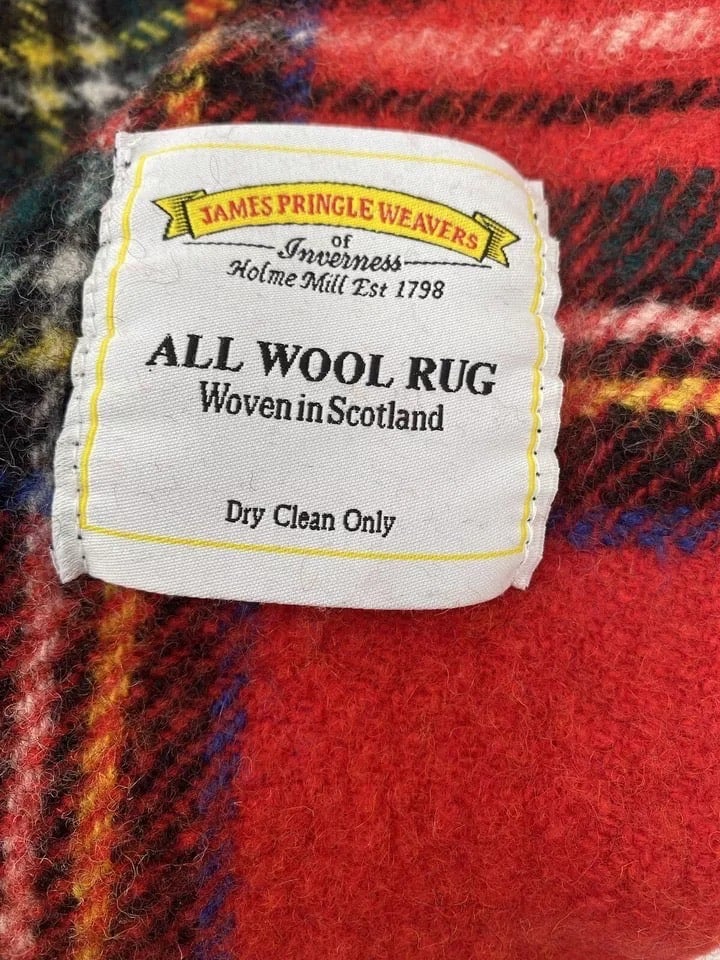 JAMES PRINGLE WEAVERS
of
Inverness
Holme Mill Est 1798
ALL WOOL RUG
Woven in Scotland
Dry Clean Only